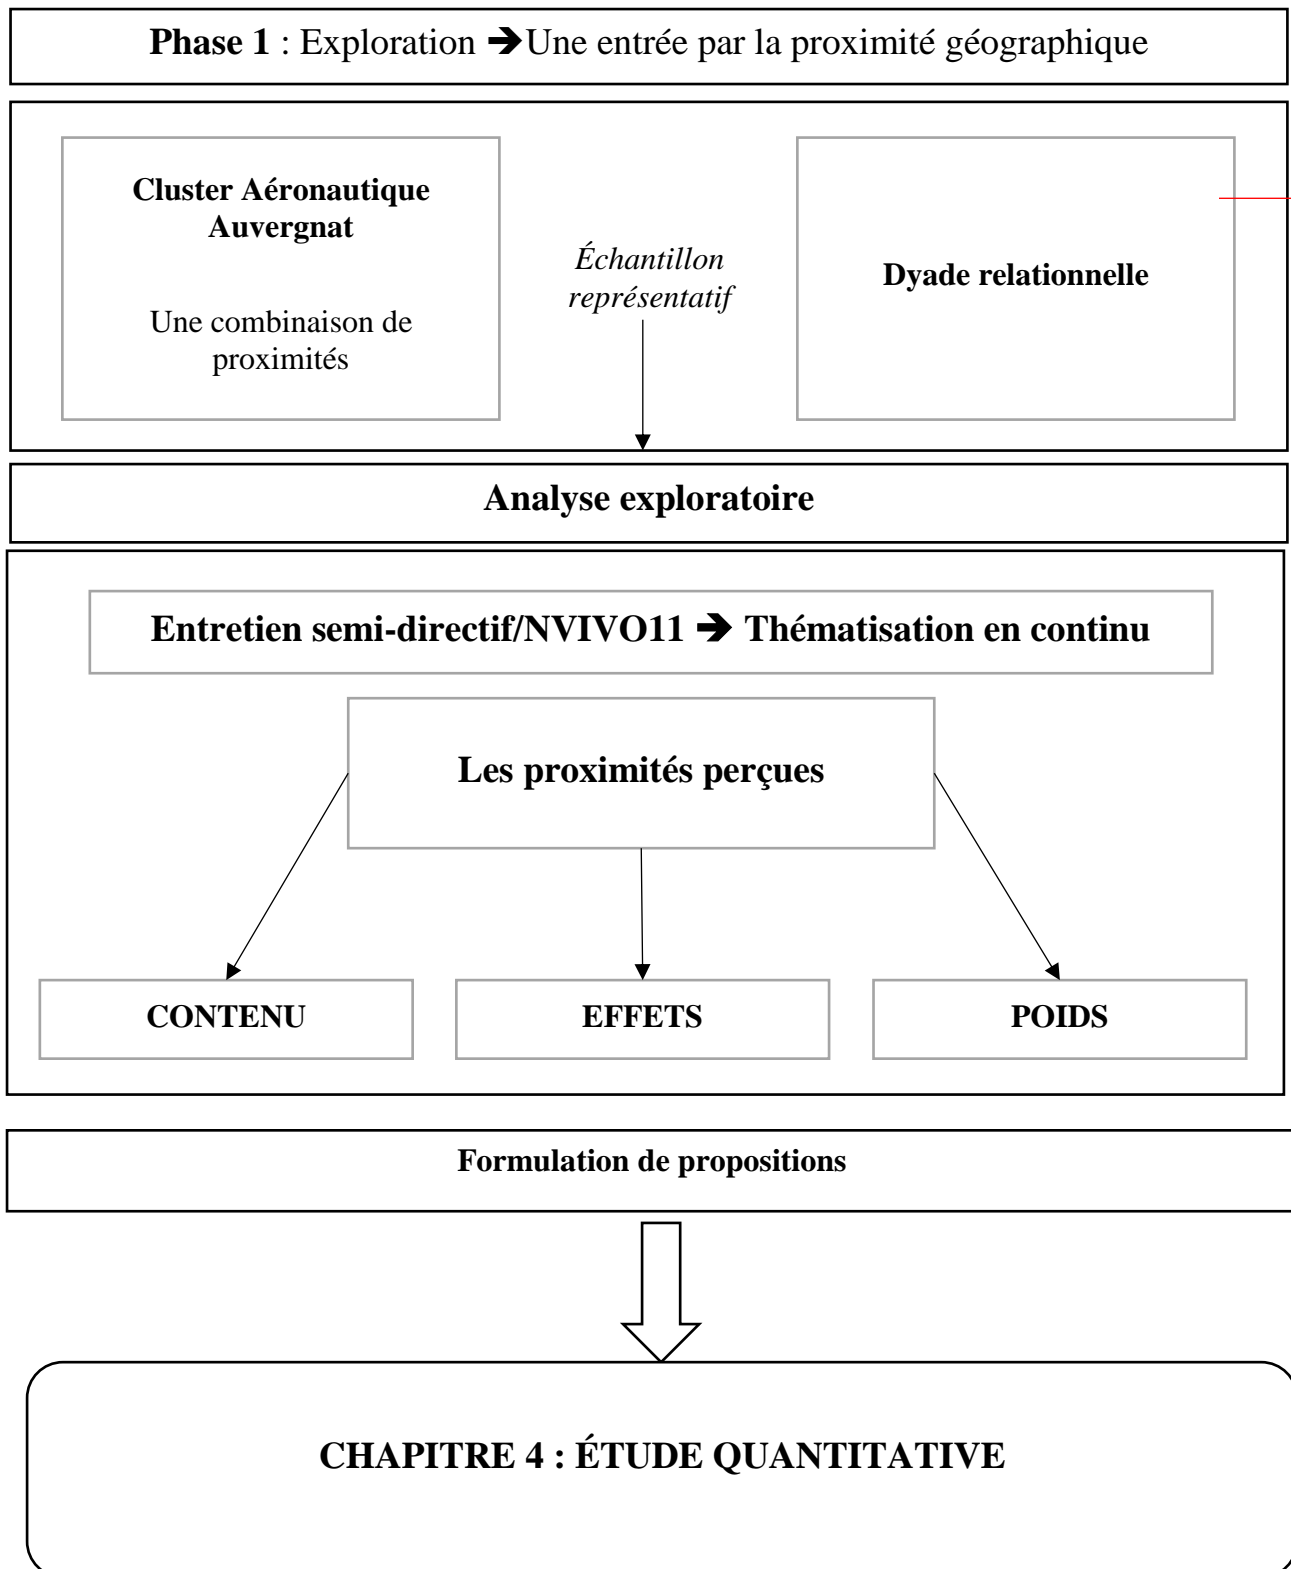 Phase 1 : Exploration ➔Une entrée par la proximité géographique
Cluster Aéronautique
Auvergnat
Une combinaison de
proximités
Échantillon
représentatif
Dyade relationnelle
Analyse exploratoire
Entretien semi-directif/NVIVO11 ➔ Thématisation en continu
Les proximités perçues
CONTENU
EFFETS
POIDS
Formulation de propositions
CHAPITRE 4 : ÉTUDE QUANTITATIVE